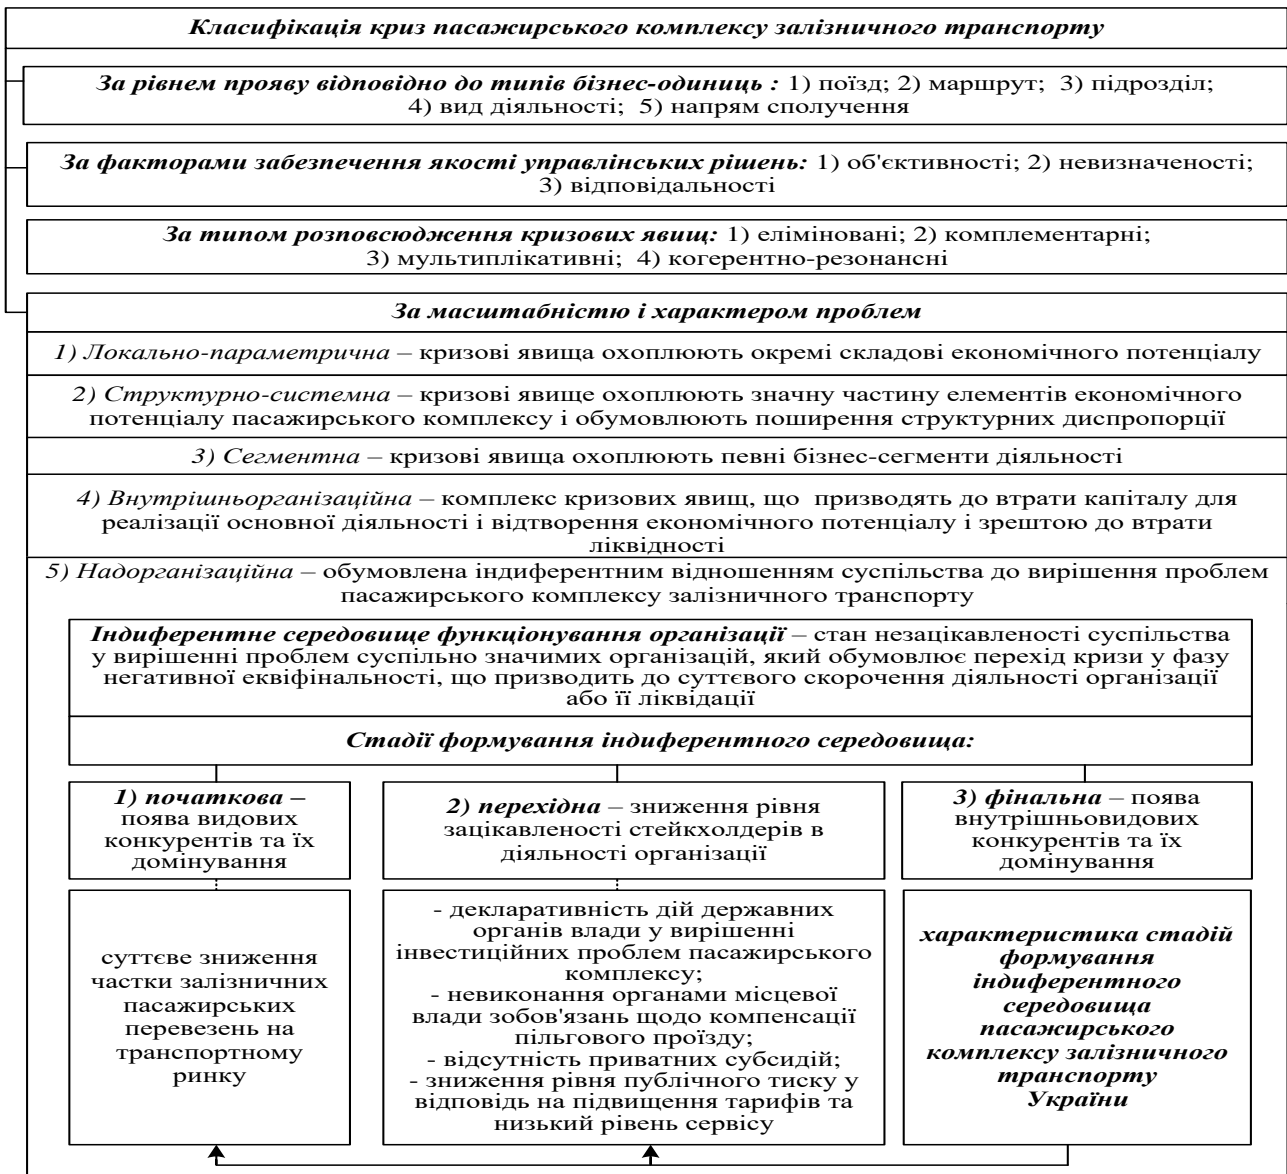 Класифікація криз пасажирського комплексу залізничного транспорту
За рівнем прояву відповідно до типів бізнес-одиниць : 1) поїзд; 2) маршрут; 3) підрозділ;
4) вид діяльності; 5) напрям сполучення
За факторами забезпечення якості управлінських рішень: 1) об'єктивності; 2) невизначеності;
3) відповідальності
За типом розповсюдження кризових явищ: 1) еліміновані; 2) комплементарні;
3) мультиплікативні; 4) когерентно-резонансні
За масштабністю і характером проблем
1) Локально-параметрична – кризові явища охоплюють окремі складові економічного потенціалу
2) Структурно-системна – кризові явище охоплюють значну частину елементів економічного
потенціалу пасажирського комплексу і обумовлюють поширення структурних диспропорції
3) Сегментна – кризові явища охоплюють певні бізнес-сегменти діяльності
4) Внутрішньорганізаційна – комплекс кризових явищ, що призводять до втрати капіталу для
реалізації основної діяльності і відтворення економічного потенціалу і зрештою до втрати
ліквідності
5) Надорганізаційна – обумовлена індиферентним відношенням суспільства до вирішення проблем
пасажирського комплексу залізничного транспорту
Індиферентне середовище функціонування організації – стан незацікавленості суспільства
у вирішенні проблем суспільно значимих організацій, який обумовлює перехід кризи у фазу
негативної еквіфінальності, що призводить до суттєвого скорочення діяльності організації
або її ліквідації
Стадії формування індиферентного середовища:
1) початкова –
поява видових
конкурентів та їх
домінування
2) перехідна – зниження рівня
зацікавленості стейкхолдерів в
діяльності організації
3) фінальна – поява
внутрішньовидових
конкурентів та їх
домінування
суттєве зниження
частки залізничних
пасажирських
перевезень на
транспортному
ринку
- декларативність дій державних
органів влади у вирішенні
інвестиційних проблем пасажирського
комплексу;
- невиконання органами місцевої
влади зобов'язань щодо компенсації
пільгового проїзду;
- відсутність приватних субсидій;
- зниження рівня публічного тиску у
відповідь на підвищення тарифів та
низький рівень сервісу
характеристика стадій
формування
індиферентного
середовища
пасажирського
комплексу залізничного
транспорту
України